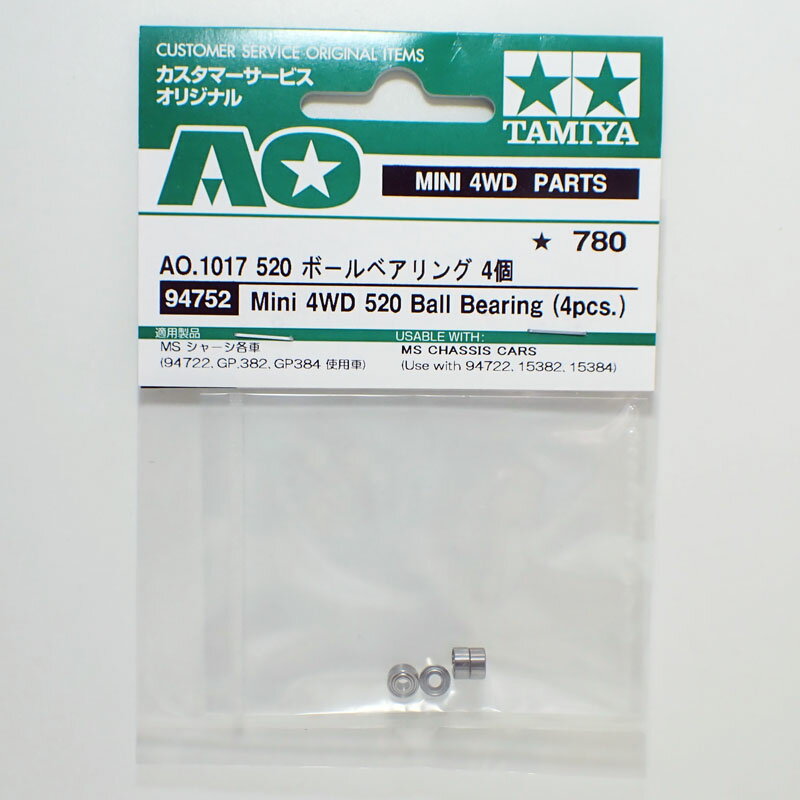 CUSTOMER SERVICE ORIGINAL ITEMS
カスタマーサービス
オリジナル
TAMIYA
AO
MINI 4WD PARTS
★ 780
AO.1017 520 ボールベアリング 4個
94752 Mini 4WD 520 Ball Bearing (4pcs.)
適用製品
MS シャーシ各車
(94722, GP.382, GP384 使用車)
USABLE WITH:
MS CHASSIS CARS
(Use with 94722, 15382, 15384)